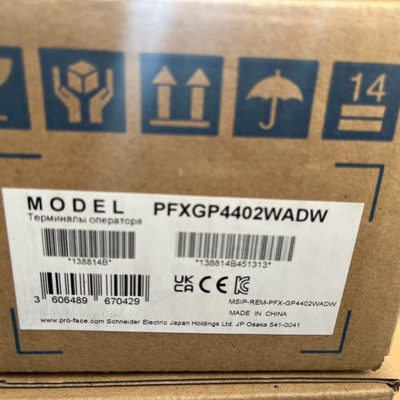 14
MODEL PFXGP4402WADW
Терминалы оператора
*138814B* *138814B451313*
UK CA CE
3 606489 670429
MSIP-REM-PFX-GP4402WADW
MADE IN CHINA
www.pro-face.com Schneider Electric Japan Holdings Ltd. JP Osaka 541-0041